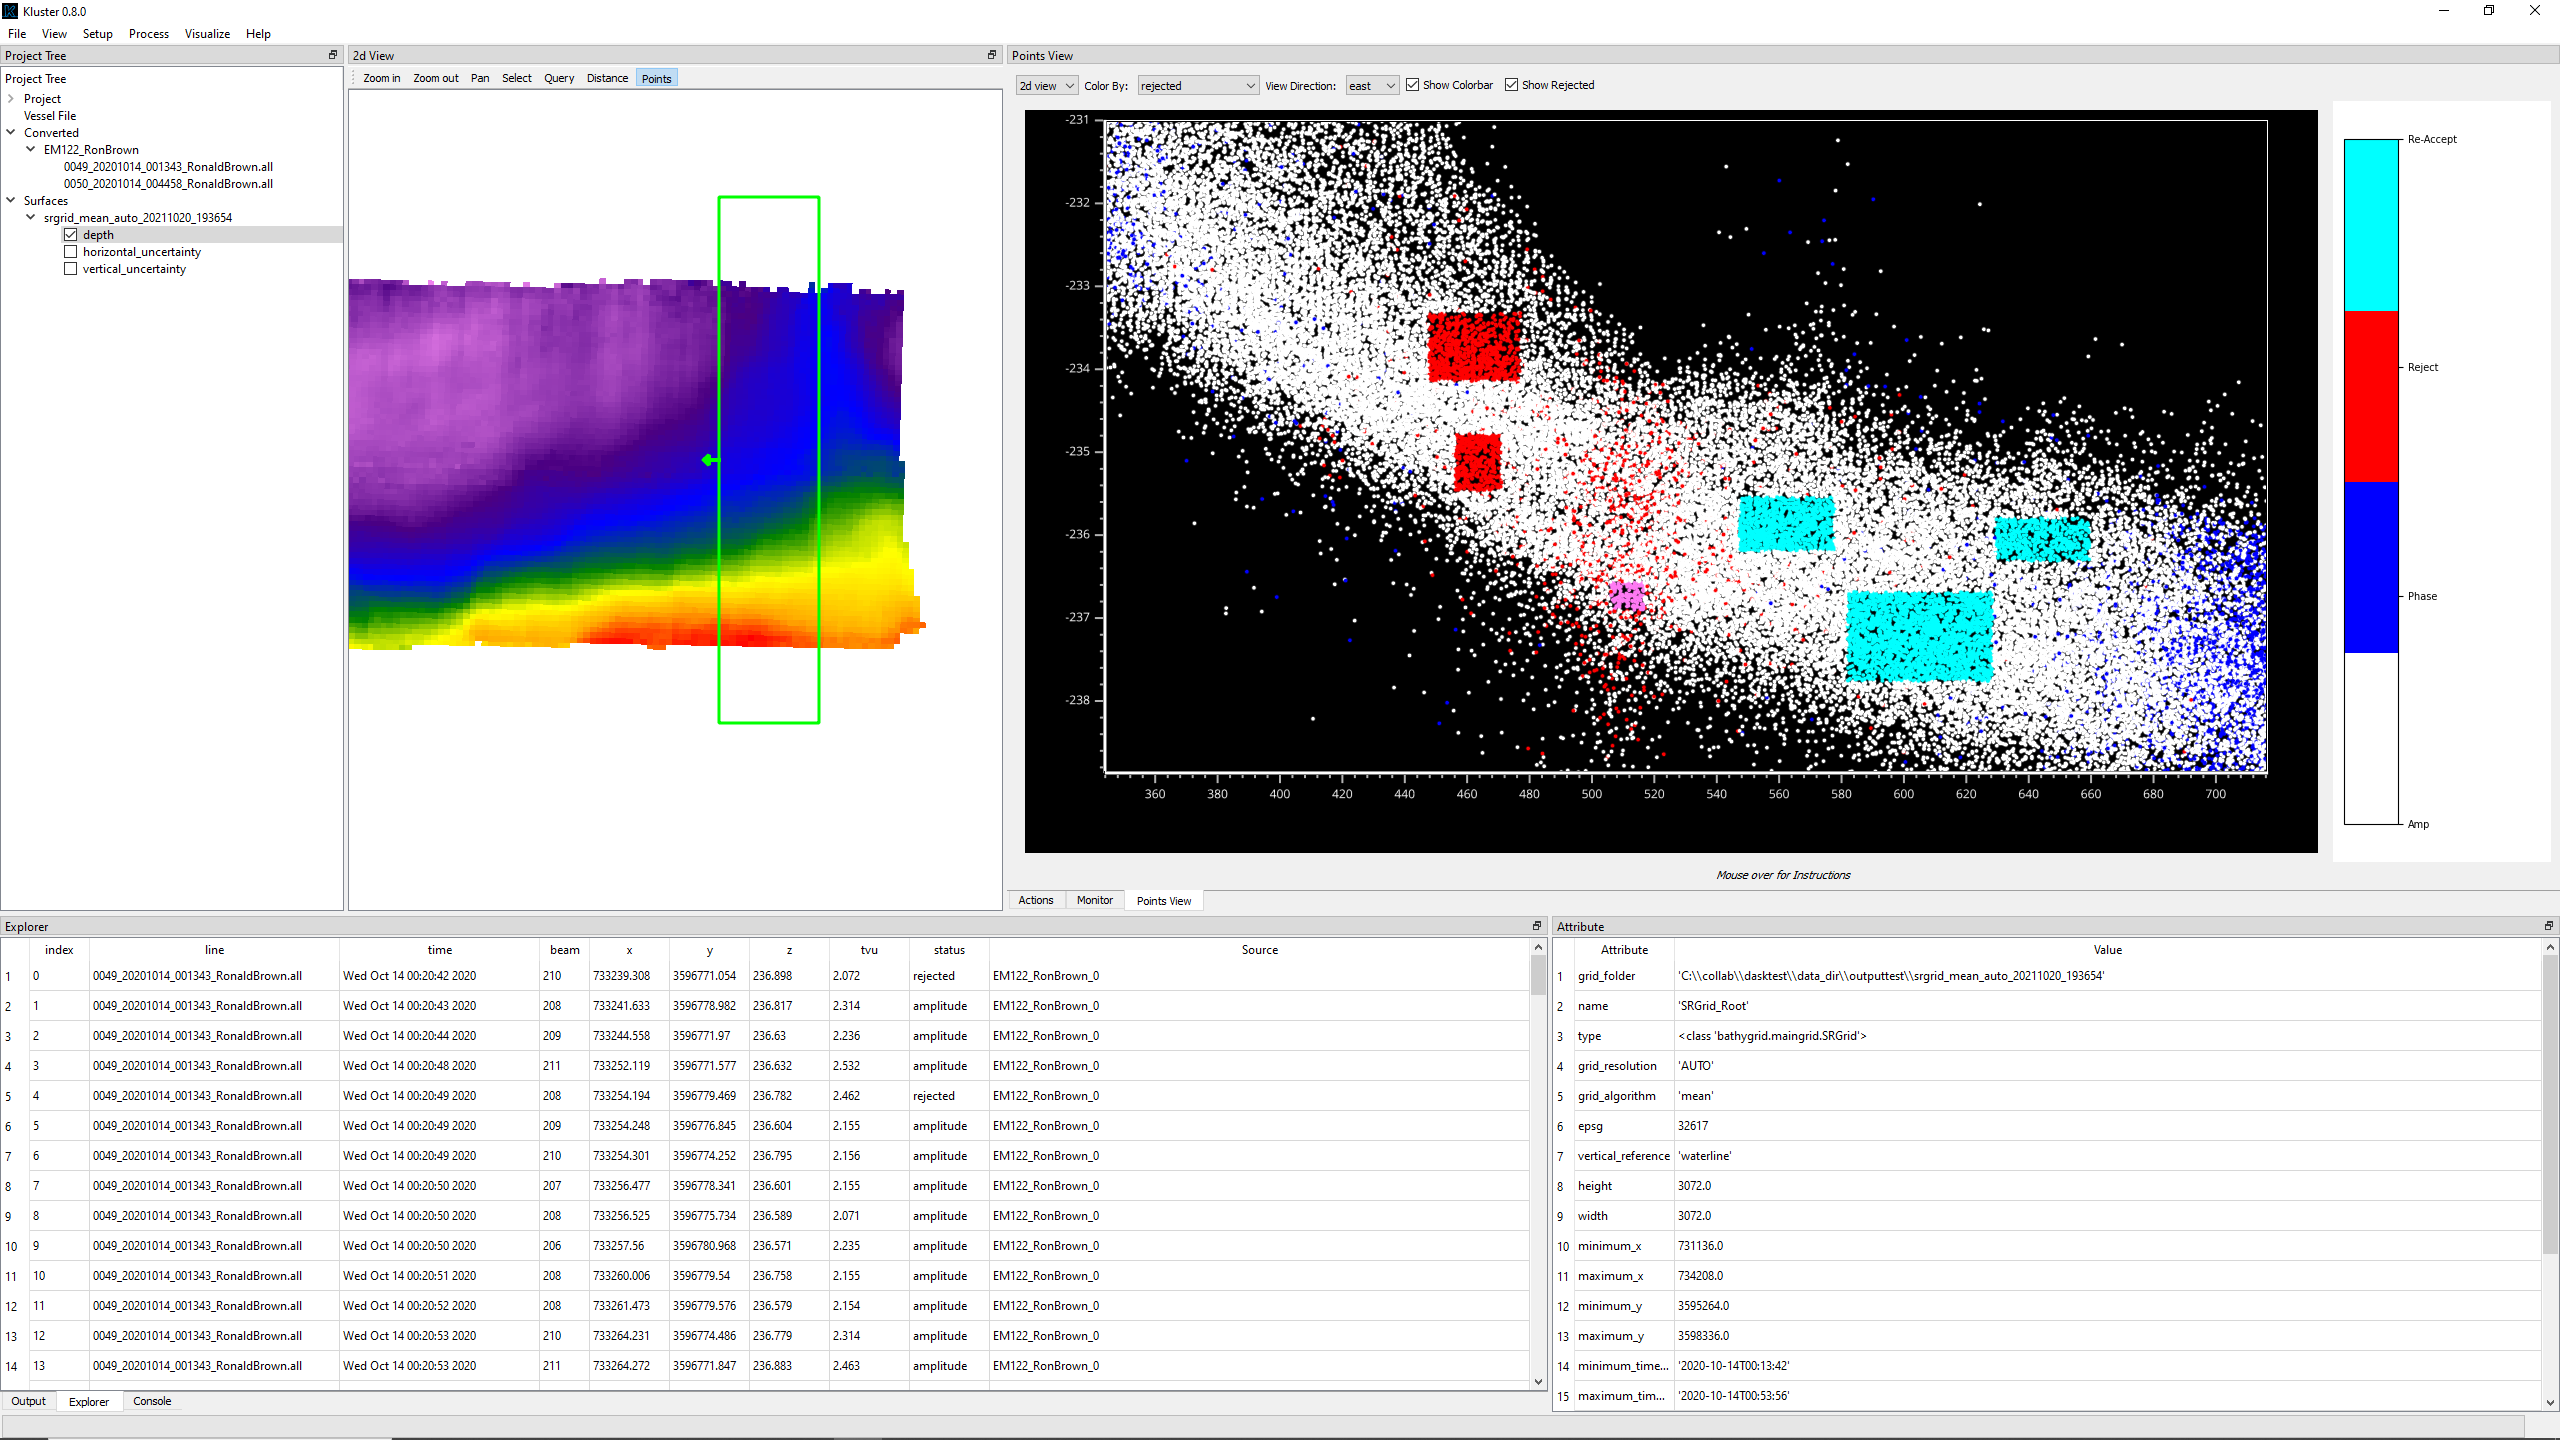 Kluster 0.8.0
File View Setup Process Visualize Help
Project Tree
Project Tree
Project
Vessel File
Converted
EM122_RonBrown
0049_20201014_001343_RonaldBrown.all
0050_20201014_004458_RonaldBrown.all
Surfaces
srgrid_mean_auto_20211020_193654
depth
horizontal_uncertainty
vertical_uncertainty
2d View
Zoom in Zoom out Pan Select Query Distance Points
Points View
2d view Color By: rejected View Direction: east Show Colorbar Show Rejected
-231
-232
-233
-234
-235
-236
-237
-238
360 380 400 420 440 460 480 500 520 540 560 580 600 620 640 660 680 700
Re-Accept
Reject
Phase
Amp
Mouse over for Instructions
Actions Monitor Points View
Explorer
index line time beam x y z tvu status Source
1 0 0049_20201014_001343_RonaldBrown.all Wed Oct 14 00:20:42 2020 210 733239.308 3596771.054 236.898 2.072 rejected EM122_RonBrown_0
2 1 0049_20201014_001343_RonaldBrown.all Wed Oct 14 00:20:43 2020 208 733241.633 3596778.982 236.817 2.314 amplitude EM122_RonBrown_0
3 2 0049_20201014_001343_RonaldBrown.all Wed Oct 14 00:20:44 2020 209 733244.558 3596771.97 236.63 2.236 amplitude EM122_RonBrown_0
4 3 0049_20201014_001343_RonaldBrown.all Wed Oct 14 00:20:48 2020 211 733252.119 3596771.577 236.632 2.532 amplitude EM122_RonBrown_0
5 4 0049_20201014_001343_RonaldBrown.all Wed Oct 14 00:20:49 2020 208 733254.194 3596779.469 236.782 2.462 rejected EM122_RonBrown_0
6 5 0049_20201014_001343_RonaldBrown.all Wed Oct 14 00:20:49 2020 209 733254.248 3596776.845 236.604 2.155 amplitude EM122_RonBrown_0
7 6 0049_20201014_001343_RonaldBrown.all Wed Oct 14 00:20:49 2020 210 733254.301 3596774.252 236.795 2.156 amplitude EM122_RonBrown_0
8 7 0049_20201014_001343_RonaldBrown.all Wed Oct 14 00:20:50 2020 207 733256.477 3596778.341 236.601 2.155 amplitude EM122_RonBrown_0
9 8 0049_20201014_001343_RonaldBrown.all Wed Oct 14 00:20:50 2020 208 733256.525 3596775.734 236.589 2.071 amplitude EM122_RonBrown_0
10 9 0049_20201014_001343_RonaldBrown.all Wed Oct 14 00:20:50 2020 206 733257.56 3596780.968 236.571 2.235 amplitude EM122_RonBrown_0
11 10 0049_20201014_001343_RonaldBrown.all Wed Oct 14 00:20:51 2020 208 733260.006 3596779.54 236.758 2.155 amplitude EM122_RonBrown_0
12 11 0049_20201014_001343_RonaldBrown.all Wed Oct 14 00:20:52 2020 208 733261.473 3596779.576 236.579 2.154 amplitude EM122_RonBrown_0
13 12 0049_20201014_001343_RonaldBrown.all Wed Oct 14 00:20:53 2020 210 733264.231 3596774.486 236.779 2.314 amplitude EM122_RonBrown_0
14 13 0049_20201014_001343_RonaldBrown.all Wed Oct 14 00:20:53 2020 211 733264.272 3596771.847 236.883 2.463 amplitude EM122_RonBrown_0
Output Explorer Console
Attribute
Attribute Value
1 grid_folder 'C:\\collab\\dasktest\\data_dir\\outputtest\\srgrid_mean_auto_20211020_193654'
2 name 'SRGrid_Root'
3 type <class 'bathygrid.maingrid.SRGrid'>
4 grid_resolution 'AUTO'
5 grid_algorithm 'mean'
6 epsg 32617
7 vertical_reference 'waterline'
8 height 3072.0
9 width 3072.0
10 minimum_x 731136.0
11 maximum_x 734208.0
12 minimum_y 3595264.0
13 maximum_y 3598336.0
14 minimum_time... '2020-10-14T00:13:42'
15 maximum_tim... '2020-10-14T00:53:56'